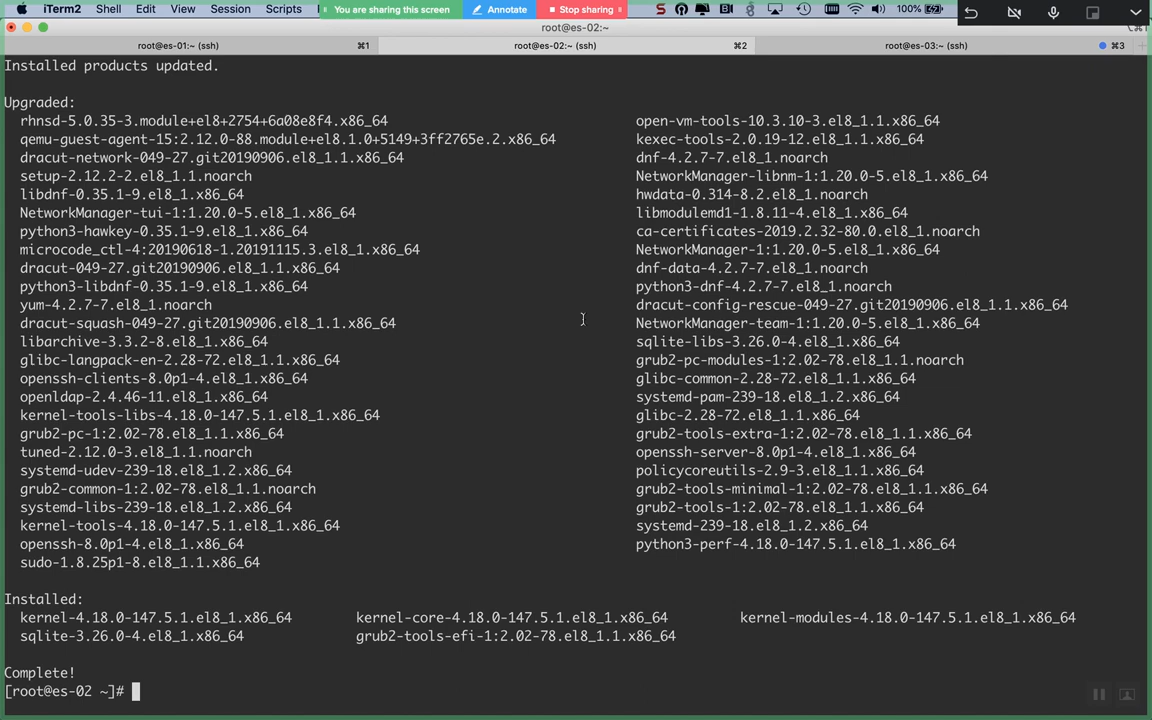 iTerm2 Shell Edit View Session Scripts You are sharing this screen Annotate Stop sharing 100%
root@es-02:~
root@es-01:~ (ssh) ⌘1 root@es-02:~ (ssh) ⌘2 root@es-03:~ (ssh) ⌘3
Installed products updated.
Upgraded:
rhnsd-5.0.35-3.module+el8+2754+6a08e8f4.x86_64 open-vm-tools-10.3.10-3.el8_1.1.x86_64
qemu-guest-agent-15:2.12.0-88.module+el8.1.0+5149+3ff2765e.2.x86_64 kexec-tools-2.0.19-12.el8_1.x86_64
dracut-network-049-27.git20190906.el8_1.1.x86_64 dnf-4.2.7-7.el8_1.noarch
setup-2.12.2-2.el8_1.1.noarch NetworkManager-libnm-1:1.20.0-5.el8_1.x86_64
libdnf-0.35.1-9.el8_1.x86_64 hwdata-0.314-8.2.el8_1.noarch
NetworkManager-tui-1:1.20.0-5.el8_1.x86_64 libmodulemd1-1.8.11-4.el8_1.x86_64
python3-hawkey-0.35.1-9.el8_1.x86_64 ca-certificates-2019.2.32-80.0.el8_1.noarch
microcode_ctl-4:20190618-1.20191115.3.el8_1.x86_64 NetworkManager-1:1.20.0-5.el8_1.x86_64
dracut-049-27.git20190906.el8_1.1.x86_64 dnf-data-4.2.7-7.el8_1.noarch
python3-libdnf-0.35.1-9.el8_1.x86_64 python3-dnf-4.2.7-7.el8_1.noarch
yum-4.2.7-7.el8_1.noarch dracut-config-rescue-049-27.git20190906.el8_1.1.x86_64
dracut-squash-049-27.git20190906.el8_1.1.x86_64 NetworkManager-team-1:1.20.0-5.el8_1.x86_64
libarchive-3.3.2-8.el8_1.x86_64 sqlite-libs-3.26.0-4.el8_1.x86_64
glibc-langpack-en-2.28-72.el8_1.1.x86_64 grub2-pc-modules-1:2.02-78.el8_1.1.noarch
openssh-clients-8.0p1-4.el8_1.x86_64 glibc-common-2.28-72.el8_1.1.x86_64
openldap-2.4.46-11.el8_1.x86_64 systemd-pam-239-18.el8_1.2.x86_64
kernel-tools-libs-4.18.0-147.5.1.el8_1.x86_64 glibc-2.28-72.el8_1.1.x86_64
grub2-pc-1:2.02-78.el8_1.1.x86_64 grub2-tools-extra-1:2.02-78.el8_1.1.x86_64
tuned-2.12.0-3.el8_1.1.noarch openssh-server-8.0p1-4.el8_1.x86_64
systemd-udev-239-18.el8_1.2.x86_64 policycoreutils-2.9-3.el8_1.1.x86_64
grub2-common-1:2.02-78.el8_1.1.noarch grub2-tools-minimal-1:2.02-78.el8_1.1.x86_64
systemd-libs-239-18.el8_1.2.x86_64 grub2-tools-1:2.02-78.el8_1.1.x86_64
kernel-tools-4.18.0-147.5.1.el8_1.x86_64 systemd-239-18.el8_1.2.x86_64
openssh-8.0p1-4.el8_1.x86_64 python3-perf-4.18.0-147.5.1.el8_1.x86_64
sudo-1.8.25p1-8.el8_1.1.x86_64
Installed:
kernel-4.18.0-147.5.1.el8_1.x86_64 kernel-core-4.18.0-147.5.1.el8_1.x86_64 kernel-modules-4.18.0-147.5.1.el8_1.x86_64
sqlite-3.26.0-4.el8_1.x86_64 grub2-tools-efi-1:2.02-78.el8_1.1.x86_64
Complete!
[root@es-02 ~]#